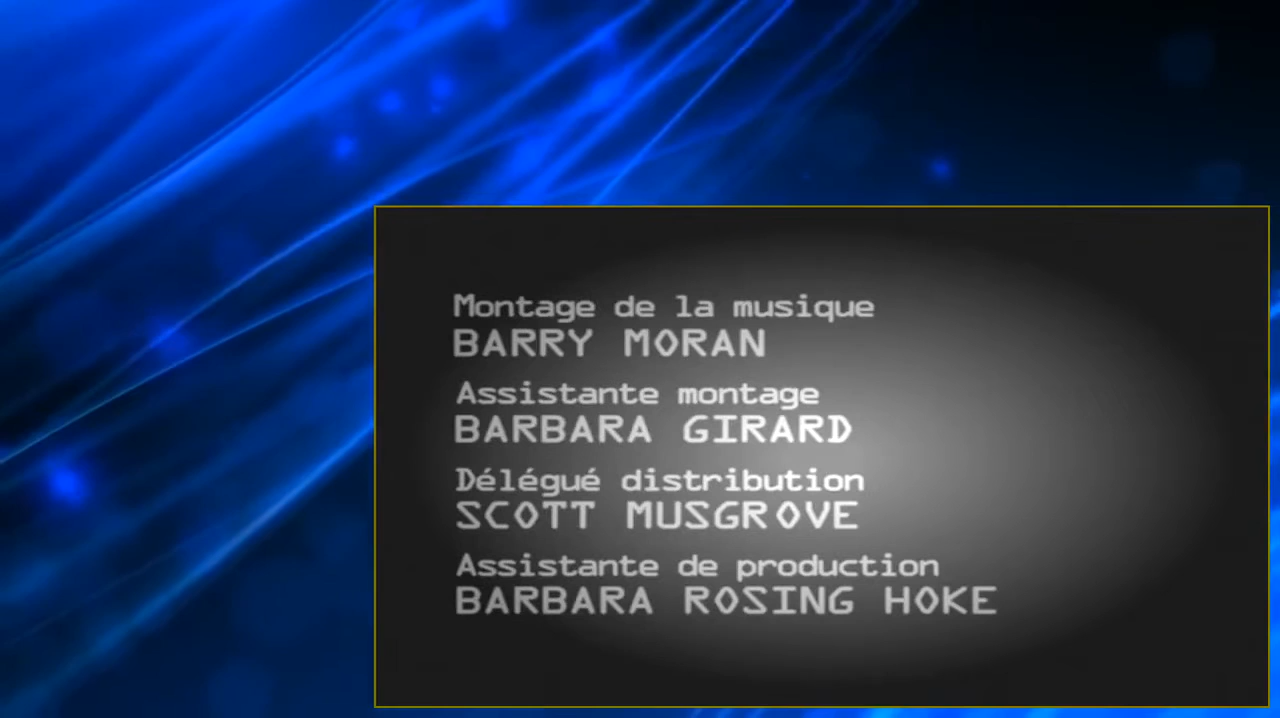 Montage de la musique
BARRY MORAN
Assistante montage
BARBARA GIRARD
Délégué distribution
SCOTT MUSGROVE
Assistante de production
BARBARA ROSING HOKE